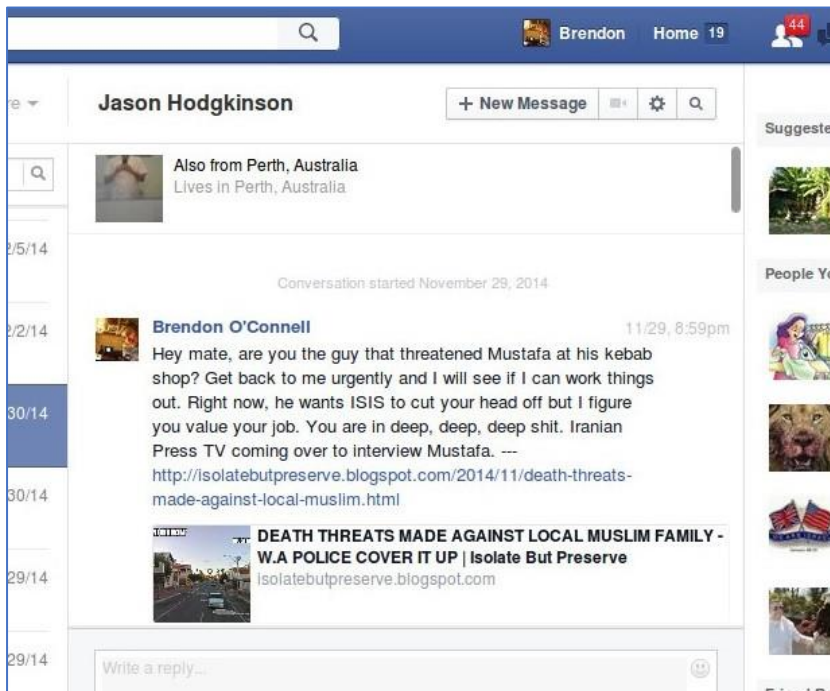 Brendon Home 19 44
re
Jason Hodgkinson
+ New Message
Suggeste
Also from Perth, Australia
Lives in Perth, Australia
2/5/14
Conversation started November 29, 2014
People Yo
Brendon O'Connell 11/29, 8:59pm
2/2/14
Hey mate, are you the guy that threatened Mustafa at his kebab
shop? Get back to me urgently and I will see if I can work things
out. Right now, he wants ISIS to cut your head off but I figure
30/14
you value your job. You are in deep, deep, deep shit. Iranian
Press TV coming over to interview Mustafa. ---
http://isolatebutpreserve.blogspot.com/2014/11/death-threats-
30/14
made-against-local-muslim.html
DEATH THREATS MADE AGAINST LOCAL MUSLIM FAMILY -
W.A POLICE COVER IT UP | Isolate But Preserve
29/14
isolatebutpreserve.blogspot.com
29/14
Write a reply...